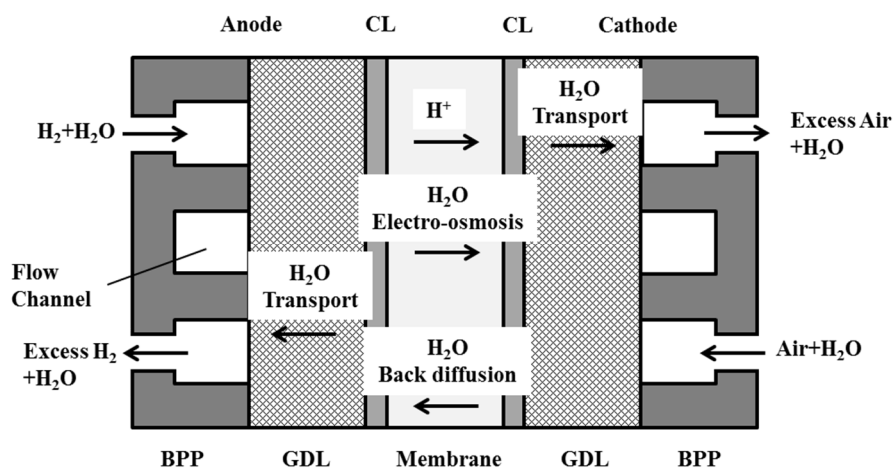 Anode CL CL Cathode
H₂+H₂O
H⁺
H₂O
Transport
Excess Air
+H₂O
H₂O
Electro-osmosis
Flow
Channel
H₂O
Transport
Excess H₂
+H₂O
H₂O
Back diffusion
Air+H₂O
BPP GDL Membrane GDL BPP